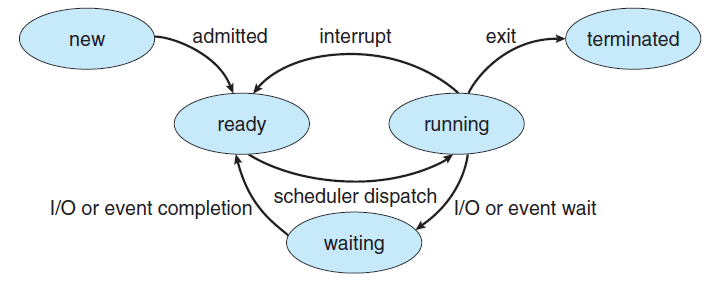 new
admitted
interrupt
exit
terminated
ready
running
scheduler dispatch
I/O or event completion
I/O or event wait
waiting